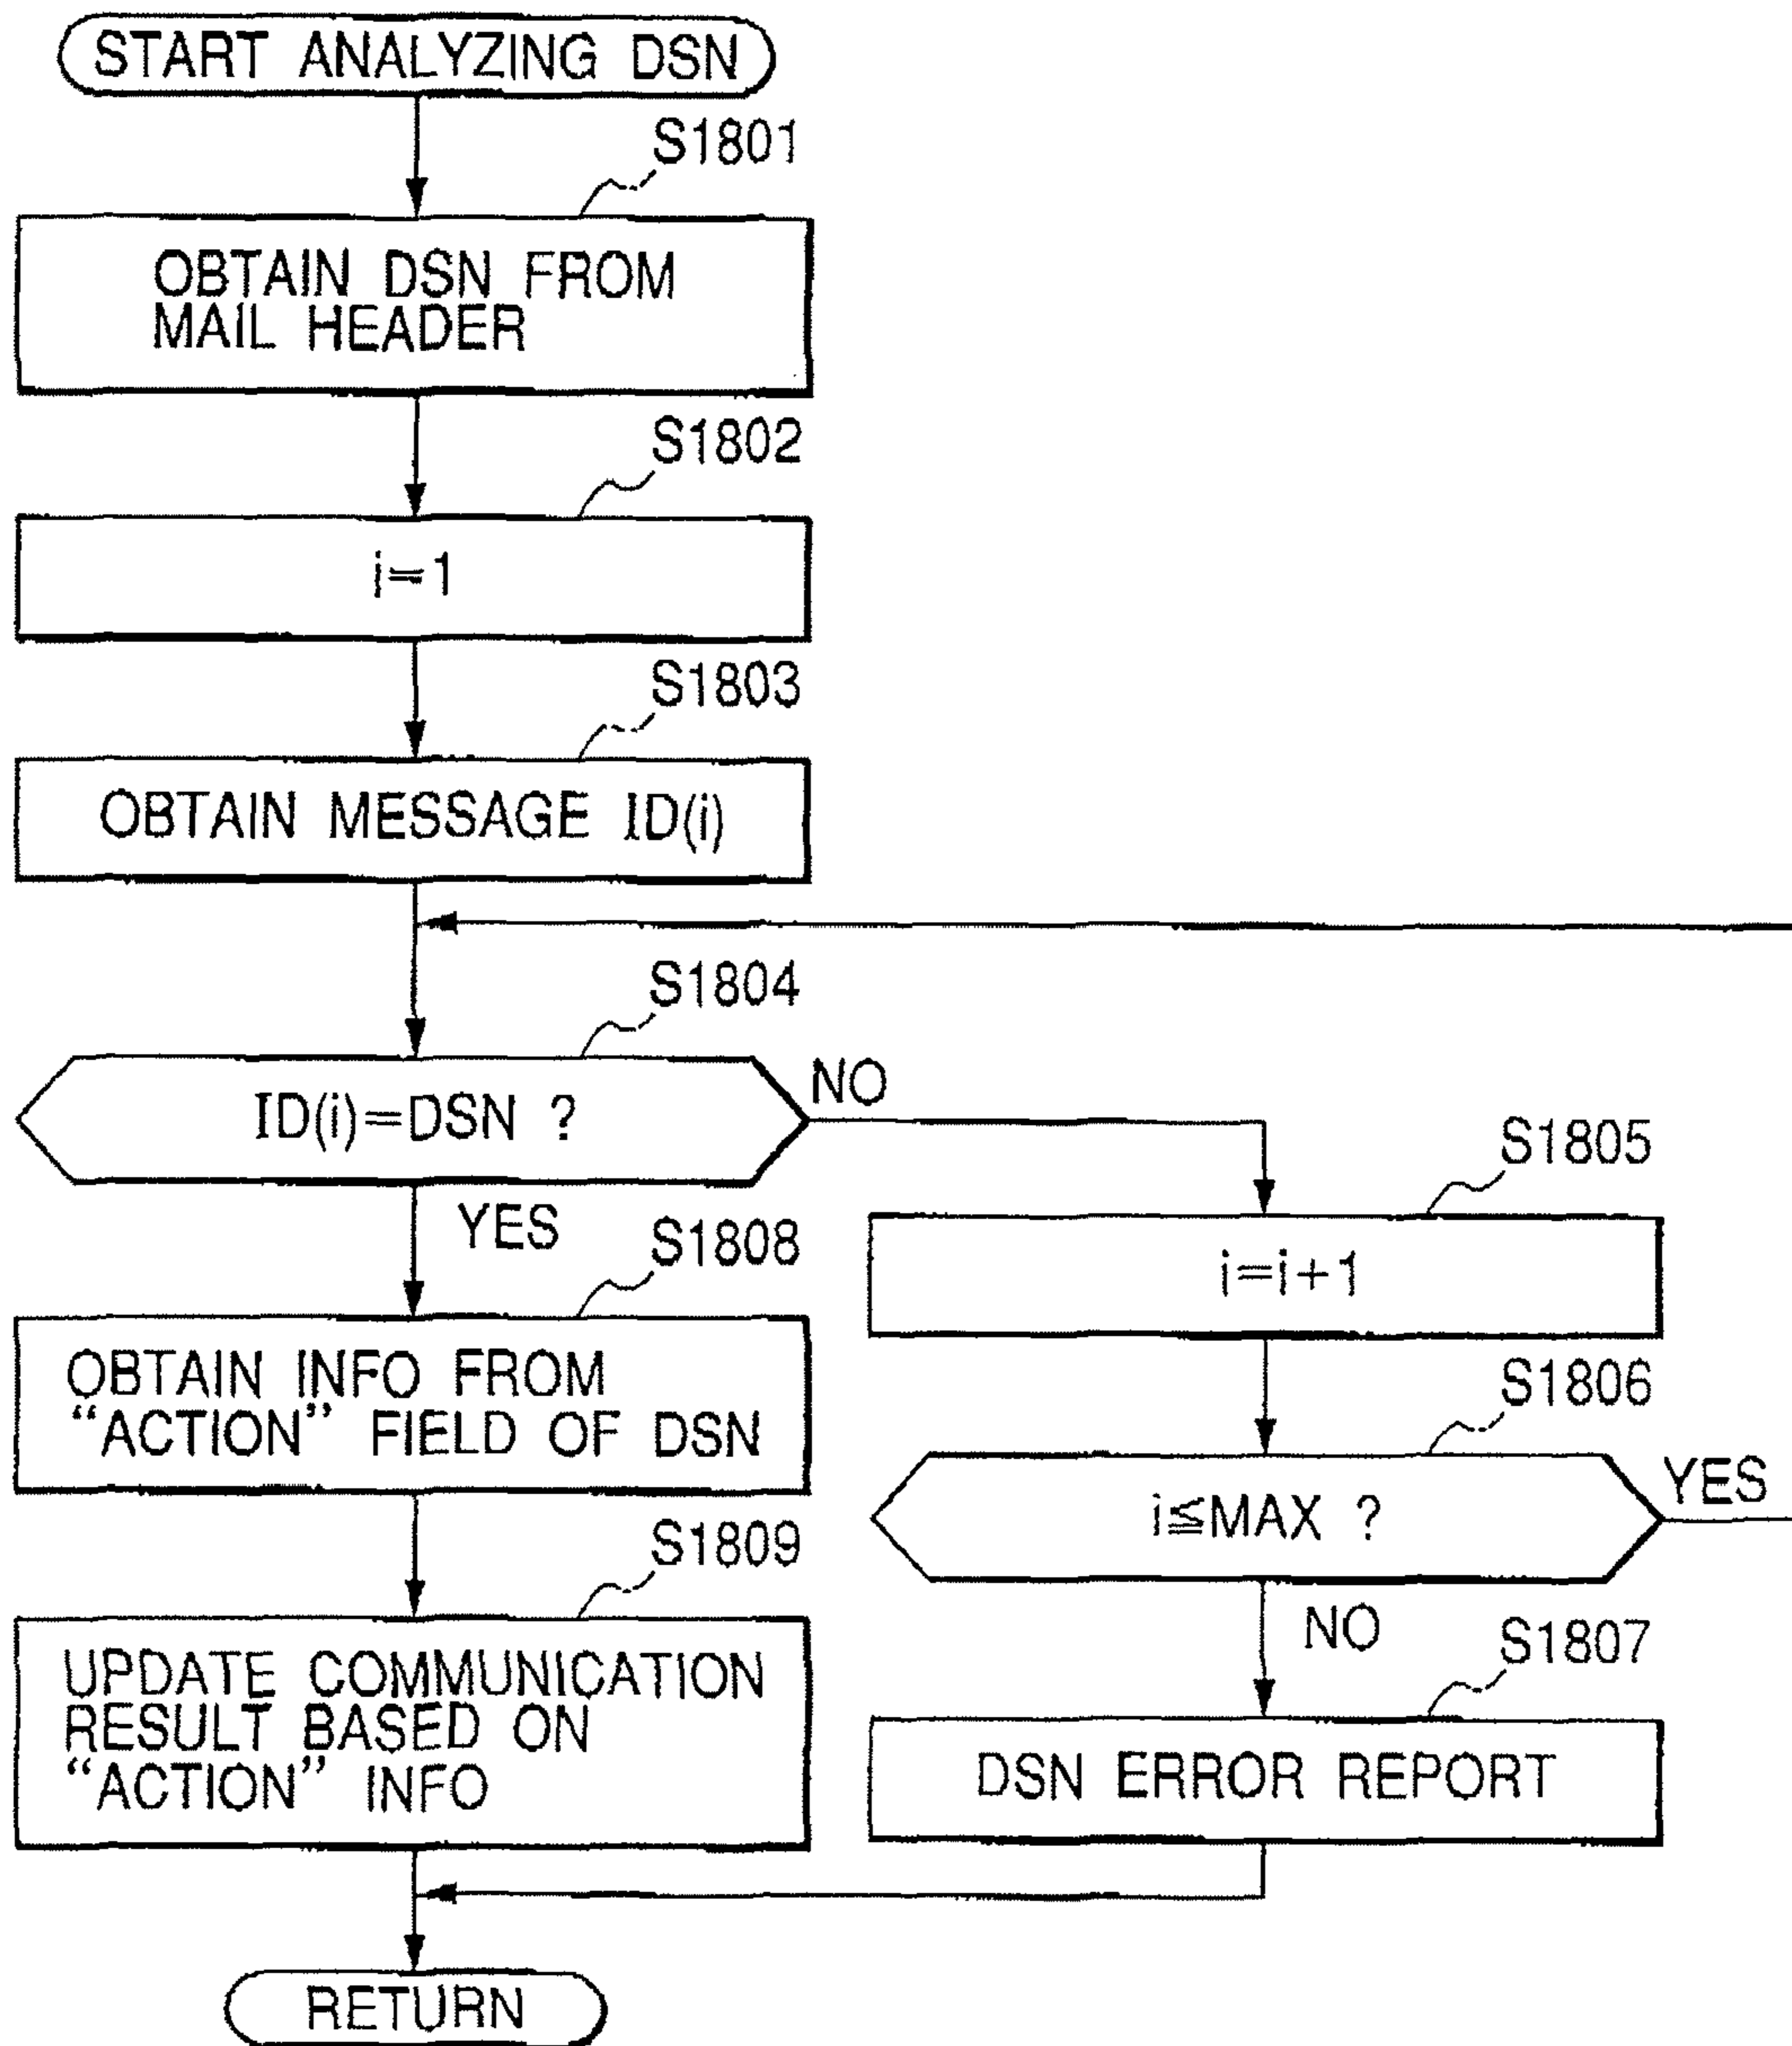 START ANALYZING DSN
S1801
OBTAIN DSN FROM
MAIL HEADER
S1802
i=1
S1803
OBTAIN MESSAGE ID(i)
S1804
ID(i)=DSN ?
NO
YES
S1805
i=i+1
S1806
i≦MAX ?
YES
NO
S1807
DSN ERROR REPORT
S1808
OBTAIN INFO FROM
“ACTION” FIELD OF DSN
S1809
UPDATE COMMUNICATION
RESULT BASED ON
“ACTION” INFO
RETURN